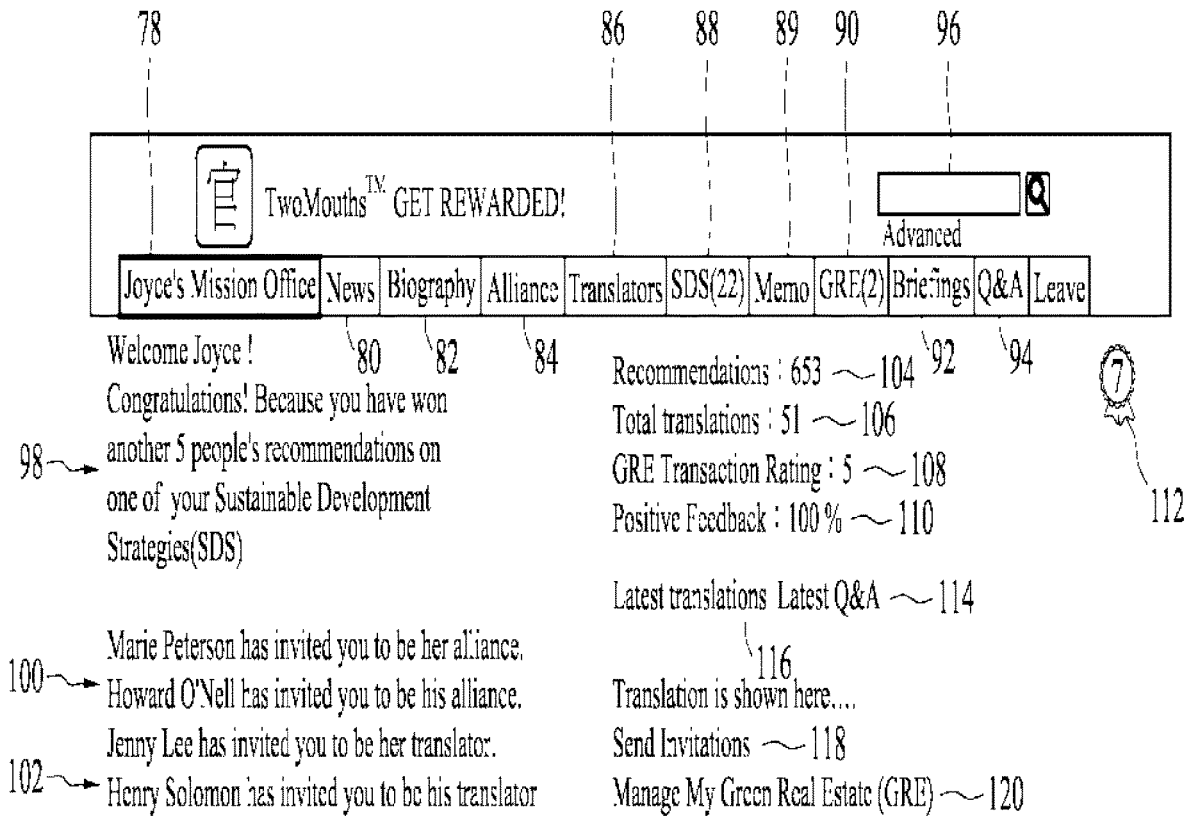 78 86 88 89 90 96
官 TwoMouths™ GET REWARDED!
Advanced
Joyce's Mission Office News Biography Alliance Translators SDS(22) Memo GRE(2) Briefings Q&A Leave
80 82 84 92 94
Welcome Joyce !
Congratulations! Because you have won
another 5 people's recommendations on
one of your Sustainable Development
Strategies(SDS)
98
Recommendations : 653 104
Total translations : 51 106
GRE Transaction Rating : 5 108
Positive Feedback : 100 % 110
7
112
Latest translations Latest Q&A 114
116
Marie Peterson has invited you to be her alliance.
100 Howard O'Nell has invited you to be his alliance.
Jenny Lee has invited you to be her translator.
102 Henry Solomon has invited you to be his translator
Translation is shown here....
Send Invitations 118
Manage My Green Real Estate (GRE) 120